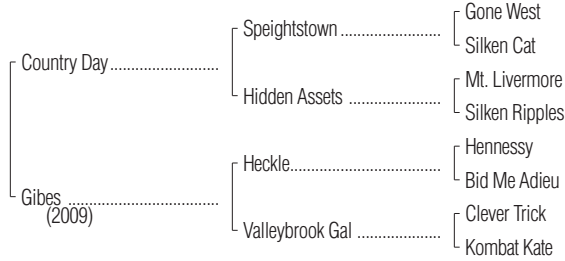 Gone West
Speightstown
Silken Cat
Country Day
Mt. Livermore
Hidden Assets
Silken Ripples
Hennessy
Heckle
Bid Me Adieu
Gibes
(2009)
Clever Trick
Valleybrook Gal
Kombat Kate